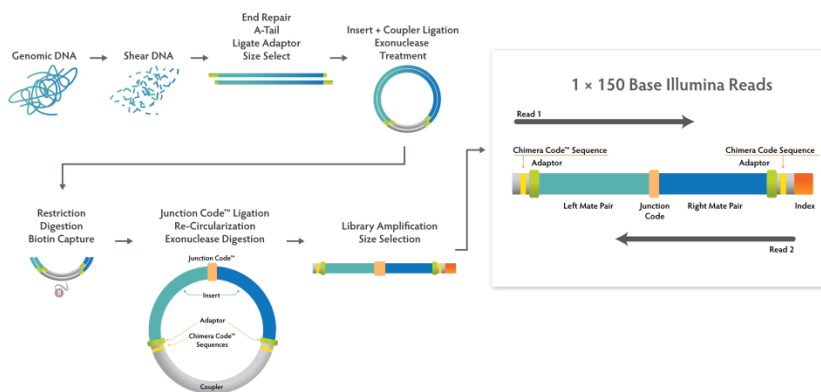 Genomic DNA
Shear DNA
End Repair
A-Tail
Ligate Adaptor
Size Select
Insert + Coupler Ligation
Exonuclease
Treatment
Restriction
Digestion
Biotin Capture
B
Junction Code™ Ligation
Re-Circularization
Exonuclease Digestion
Junction Code™
Insert
Adaptor
Chimera Code™
Sequences
Coupler
Library Amplification
Size Selection
1 × 150 Base Illumina Reads
Read 1
Chimera Code™ Sequence
Adaptor
Chimera Code Sequence
Adaptor
Left Mate Pair
Junction
Code
Right Mate Pair
Index
Read 2